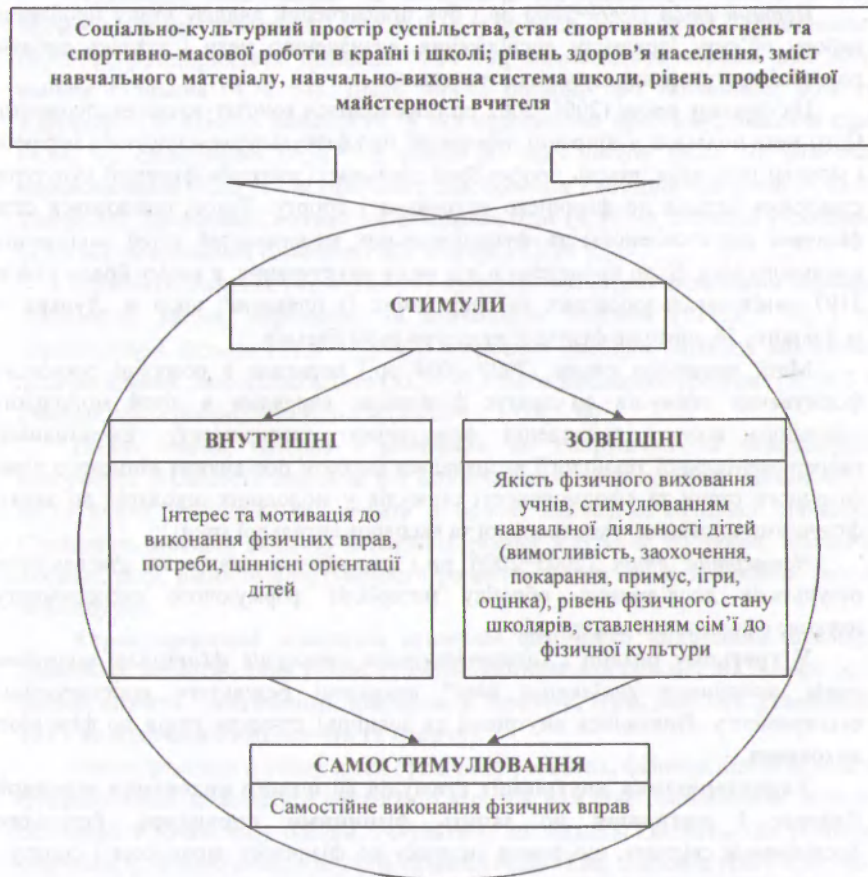 Соціально-культурний простір суспільства, стан спортивних досягнень та
спортивно-масової роботи в країні і школі; рівень здоров'я населення, зміст
навчального матеріалу, навчально-виховна система школи, рівень професійної
майстерності вчителя
СТИМУЛИ
ВНУТРІШНІ
Інтерес та мотивація до
виконання фізичних вправ,
потреби, ціннісні орієнтації
дітей
ЗОВНІШНІ
Якість фізичного виховання
учнів, стимулюванням
навчальної діяльності дітей
(вимогливість, заохочення,
покарання, примус, ігри,
оцінка), рівень фізичного стану
школярів, ставленням сім'ї до
фізичної культури
САМОСТИМУЛЮВАННЯ
Самостійне виконання фізичних вправ